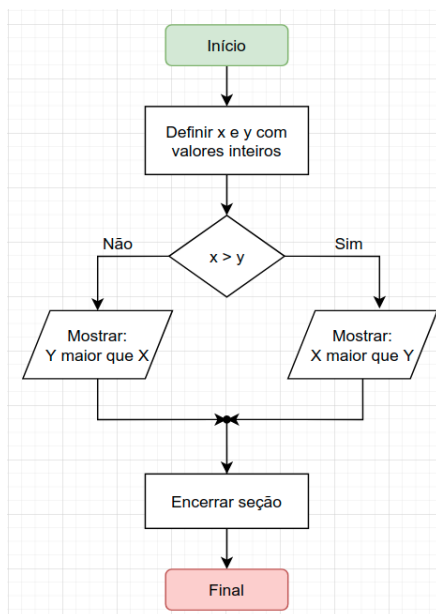 Início
Definir x e y com
valores inteiros
x > y
Não
Sim
Mostrar:
Y maior que X
Mostrar:
X maior que Y
Encerrar seção
Final